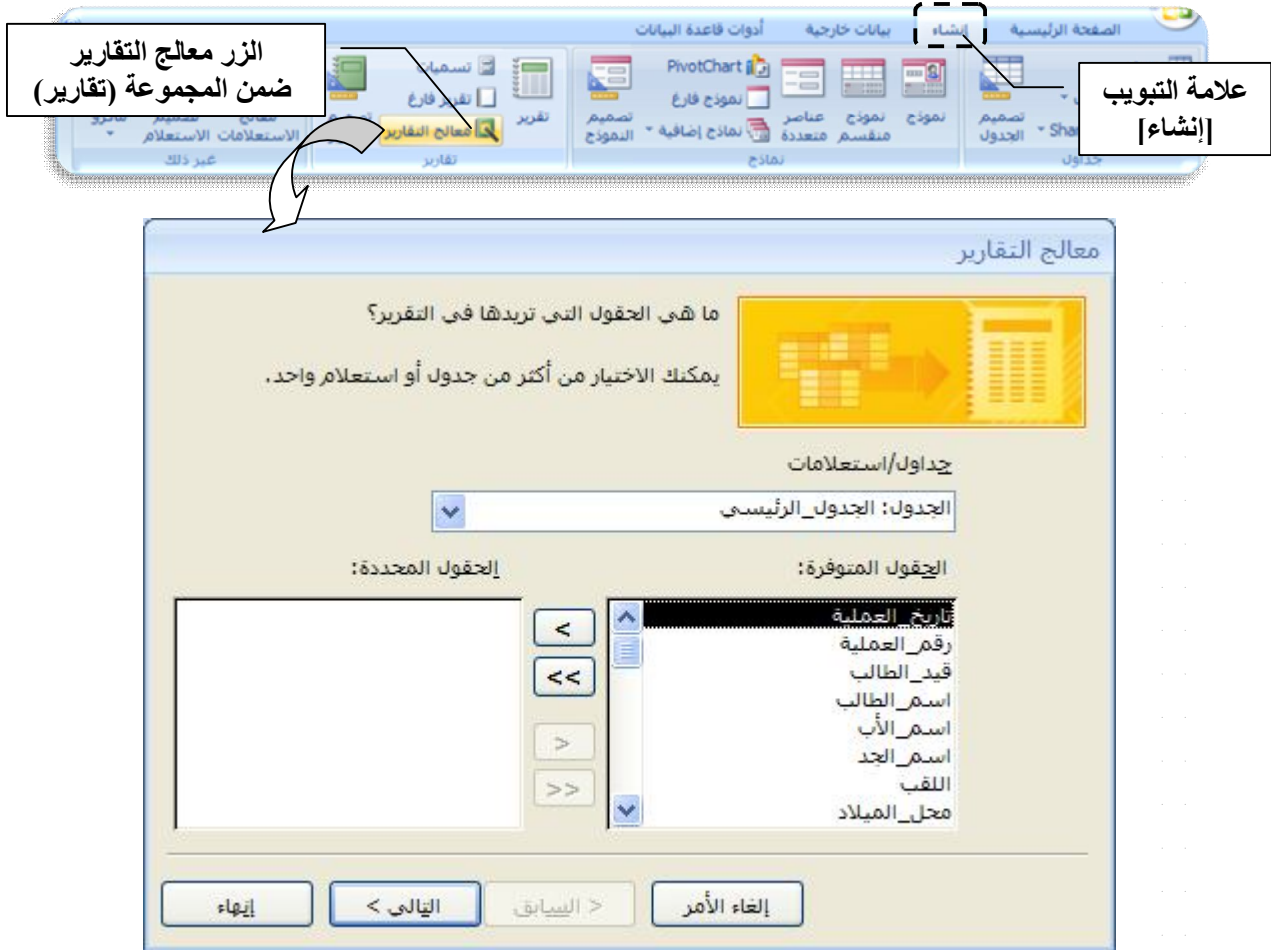 الصفحة الرئيسية
إنشاء
بيانات خارجية
أدوات قاعدة البيانات
علامة التبويب
[إنشاء]
الزر معالج التقارير
ضمن المجموعة (تقارير)
تصميم
الجدول
جداول
نموذج
نموذج
منقسم
عناصر
متعددة
PivotChart
نموذج فارغ
نماذج إضافية
تصميم
النموذج
نماذج
تقرير
تسميات
تقرير فارغ
معالج التقارير
تقارير
معالج
الاستعلامات
تصميم
الاستعلام
ماكرو
غير ذلك
معالج التقارير
ما هي الحقول التي تريدها في التقرير؟
يمكنك الاختيار من أكثر من جدول أو استعلام واحد.
جداول/استعلامات
الجدول: الجدول_الرئيسي
الحقول المتوفرة:
الحقول المحددة:
تاريخ_العملية
رقم_العملية
قيد_الطالب
اسم_الطالب
اسم_الأب
اسم_الجد
اللقب
محل_الميلاد
>
>>
<
<<
إلغاء الأمر
< السابق
التالي >
إنهاء